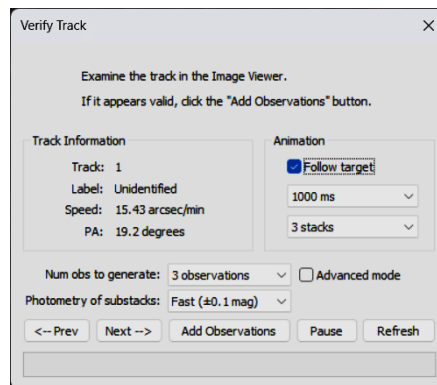 Verify Track
Examine the track in the Image Viewer.
If it appears valid, click the "Add Observations" button.
Track Information
Track: 1
Label: Unidentified
Speed: 15.43 arcsec/min
PA: 19.2 degrees
Animation
Follow target
1000 ms
3 stacks
Num obs to generate: 3 observations
Advanced mode
Photometry of substacks: Fast (±0.1 mag)
<-- Prev
Next -->
Add Observations
Pause
Refresh